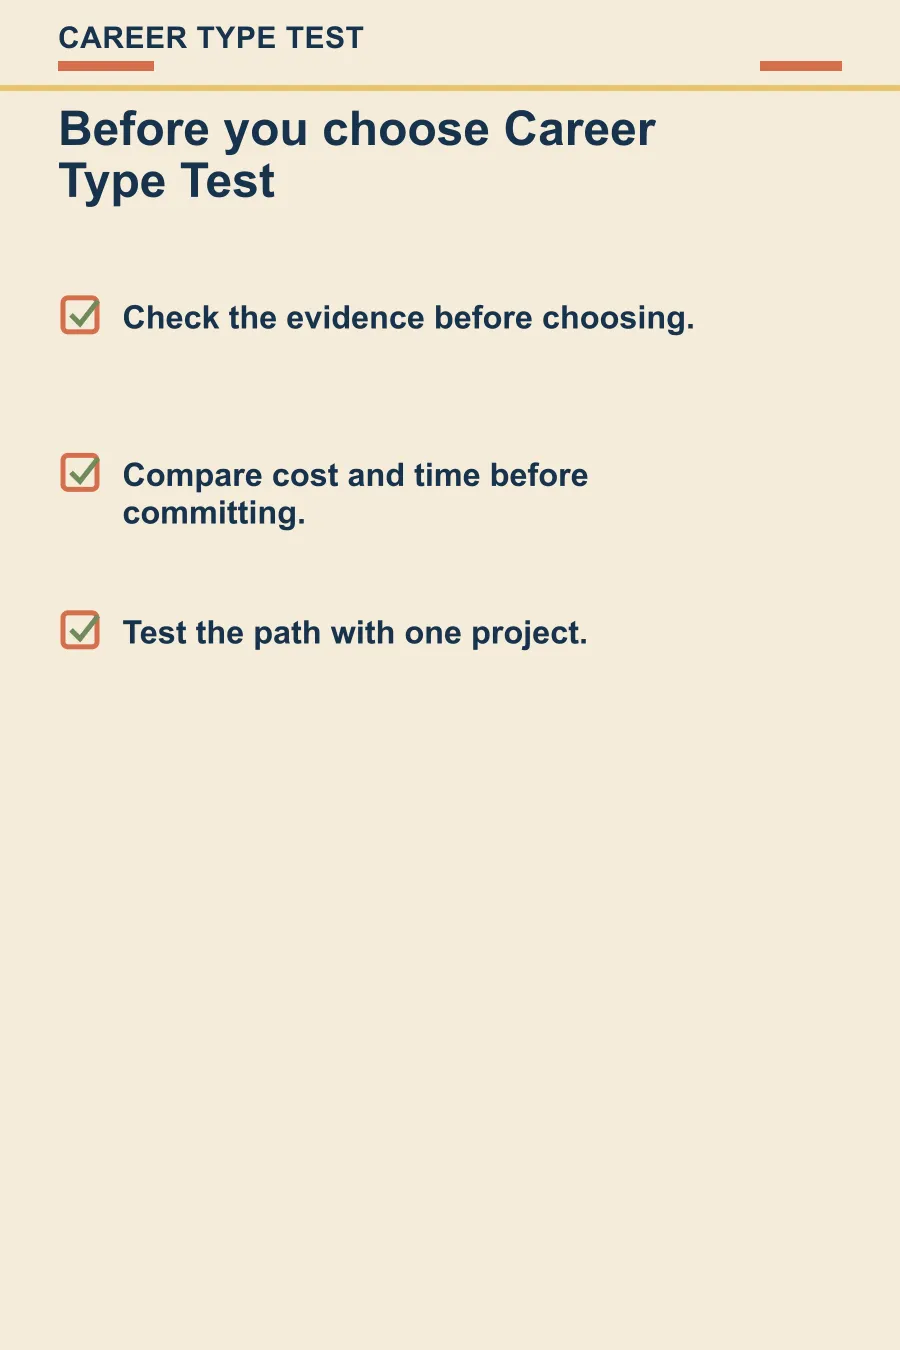 CAREER TYPE TEST
Before you choose Career
Type Test
Check the evidence before choosing.
Compare cost and time before
committing.
Test the path with one project.